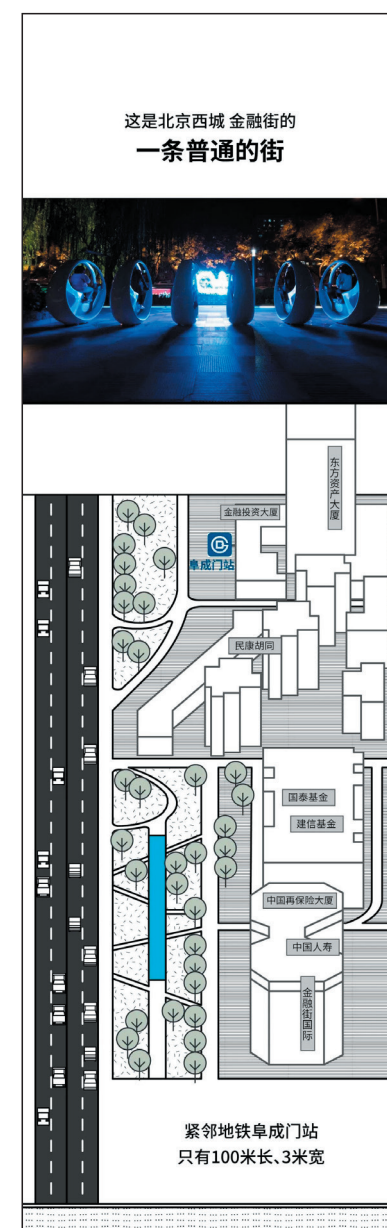 这是北京西城 金融街的
一条普通的街
东方资产大厦
金融投资大厦
阜成门站
民康胡同
国泰基金
建信基金
中国再保险大厦
中国人寿
金融街国际
紧邻地铁阜成门站
只有100米长、3米宽